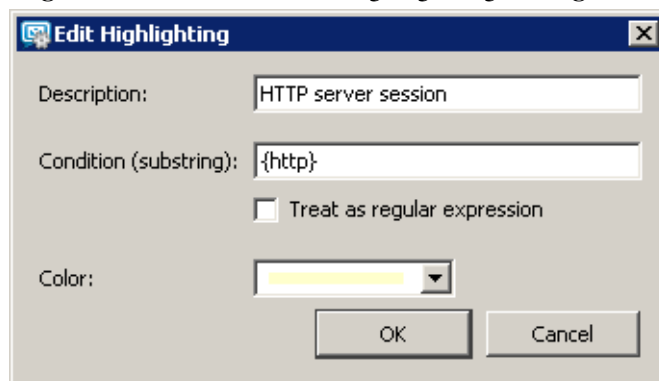 Edit Highlighting
Description: HTTP server session
Condition (substring): {http}
Treat as regular expression
Color:
OK Cancel